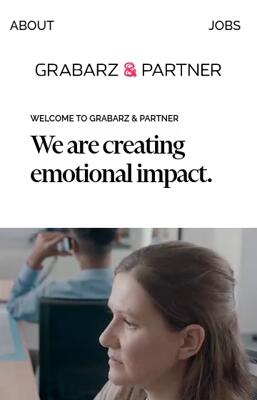 ABOUT JOBS
GRABARZ & PARTNER
WELCOME TO GRABARZ & PARTNER
We are creating
emotional impact.